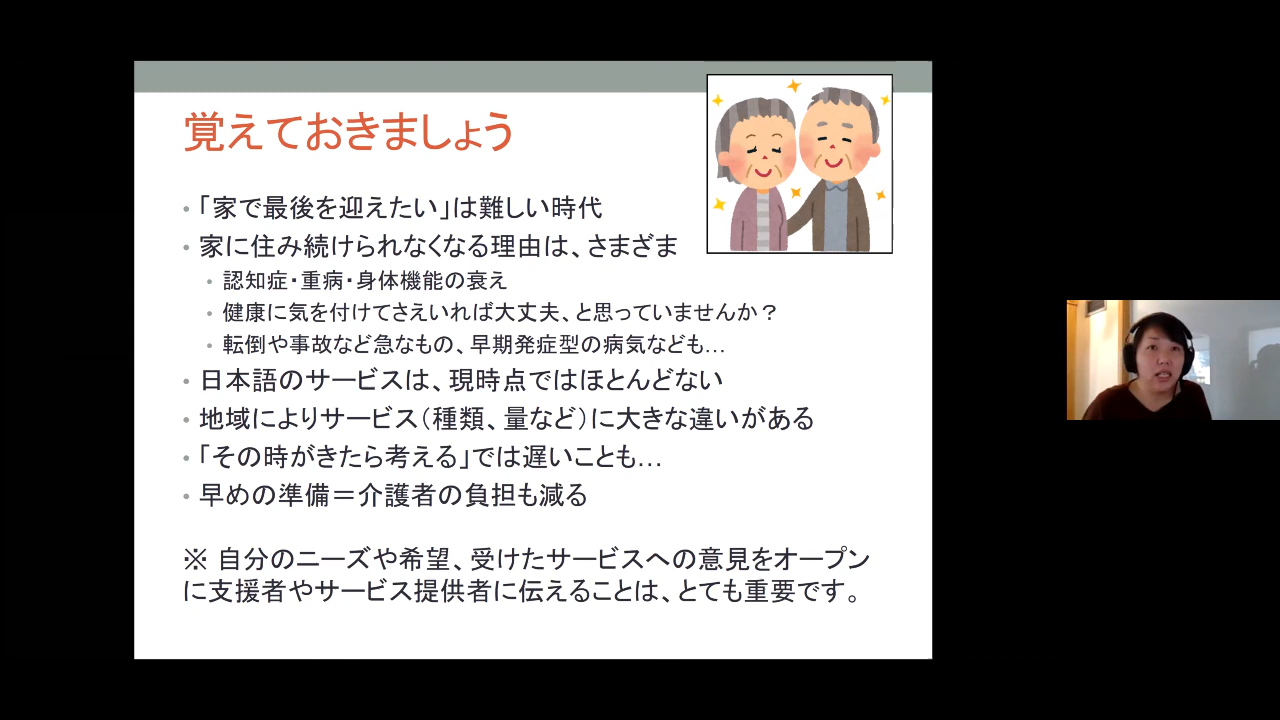 覚えておきましょう
• 「家で最後を迎えたい」は難しい時代
• 家に住み続けられなくなる理由は、さまざま
• 認知症・重病・身体機能の衰え
• 健康に気を付けてさえいれば大丈夫、と思っていませんか？
• 転倒や事故など急なもの、早期発症型の病気なども…
• 日本語のサービスは、現時点ではほとんどない
• 地域によりサービス（種類、量など）に大きな違いがある
• 「その時がきたら考える」では遅いことも…
• 早めの準備＝介護者の負担も減る
※ 自分のニーズや希望、受けたサービスへの意見をオープン
に支援者やサービス提供者に伝えることは、とても重要です。